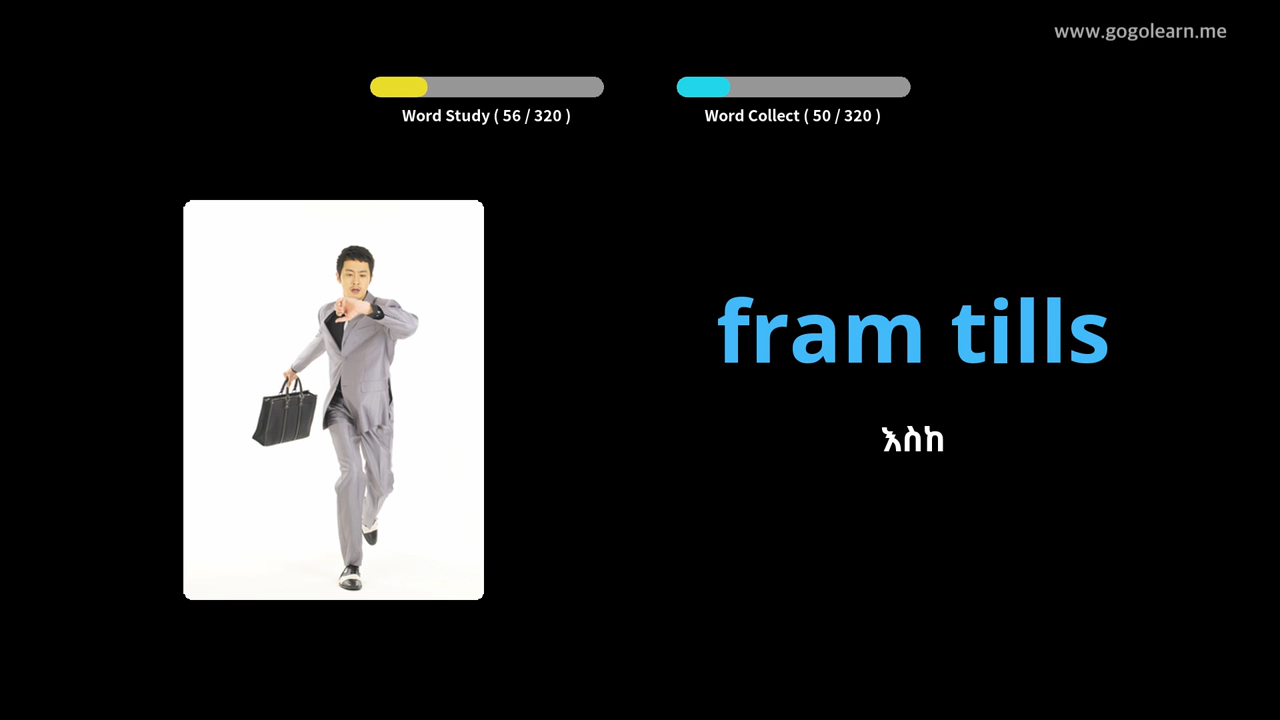 www.gogolearn.me
Word Study ( 56 / 320 )
Word Collect ( 50 / 320 )
fram tills
እስከ